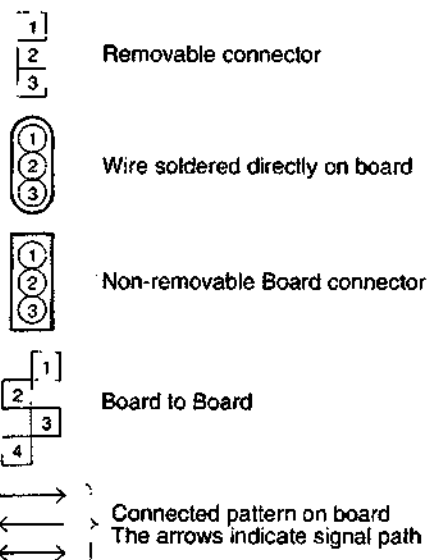 1
2
3
Removable connector
1
2
3
Wire soldered directly on board
1
2
3
Non-removable Board connector
1
2
3
4
Board to Board
Connected pattern on board
The arrows indicate signal path